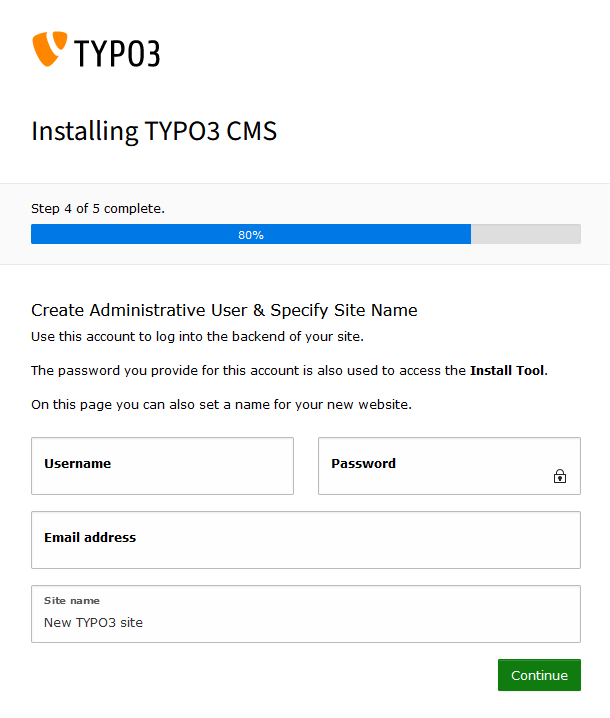 TYPO3
Installing TYPO3 CMS
Step 4 of 5 complete.
80%
Create Administrative User & Specify Site Name
Use this account to log into the backend of your site.
The password you provide for this account is also used to access the Install Tool.
On this page you can also set a name for your new website.
Username
Password
Email address
Site name
New TYPO3 site
Continue